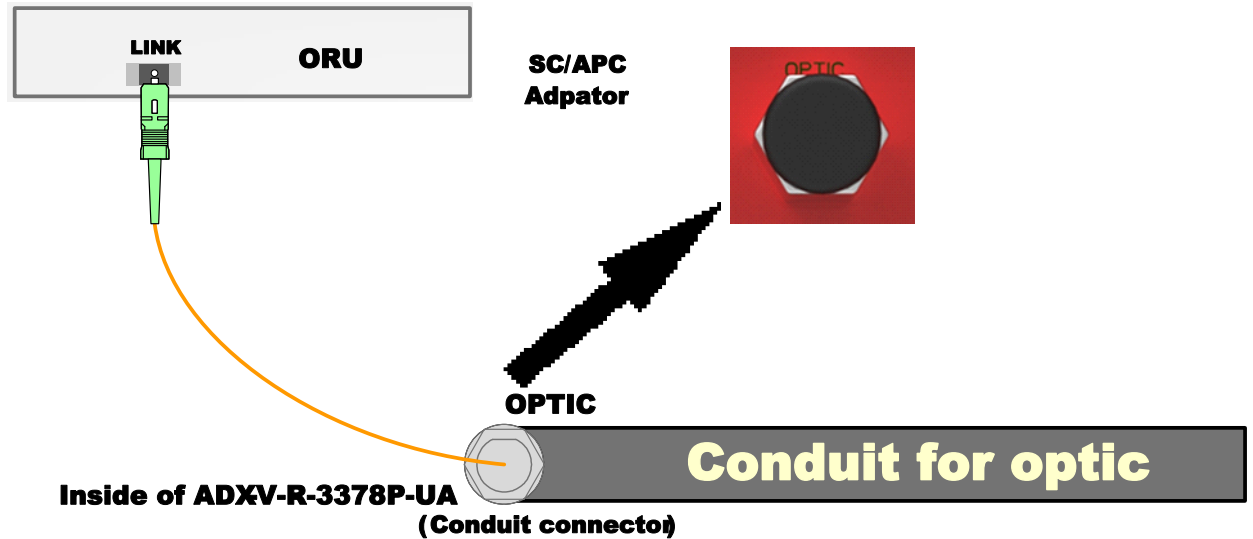 LINK
ORU
SC/APC
Adpator
OPTIC
OPTIC
Conduit for optic
Inside of ADXV-R-3378P-UA
(Conduit connector)